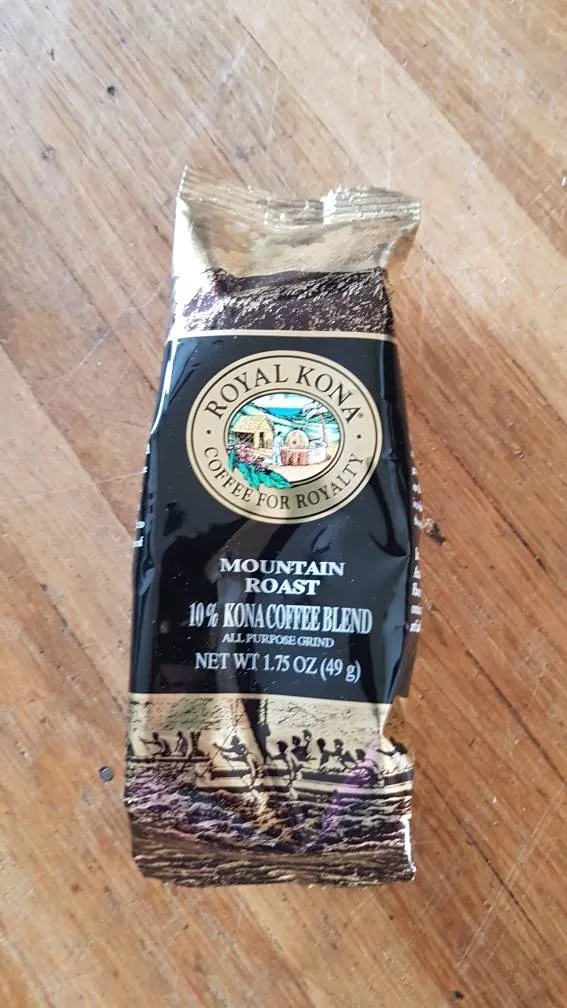 ROYAL KONA
COFFEE FOR ROYALTY
MOUNTAIN
ROAST
10% KONA COFFEE BLEND
ALL PURPOSE GRIND
NET WT 1.75 OZ (49 g)